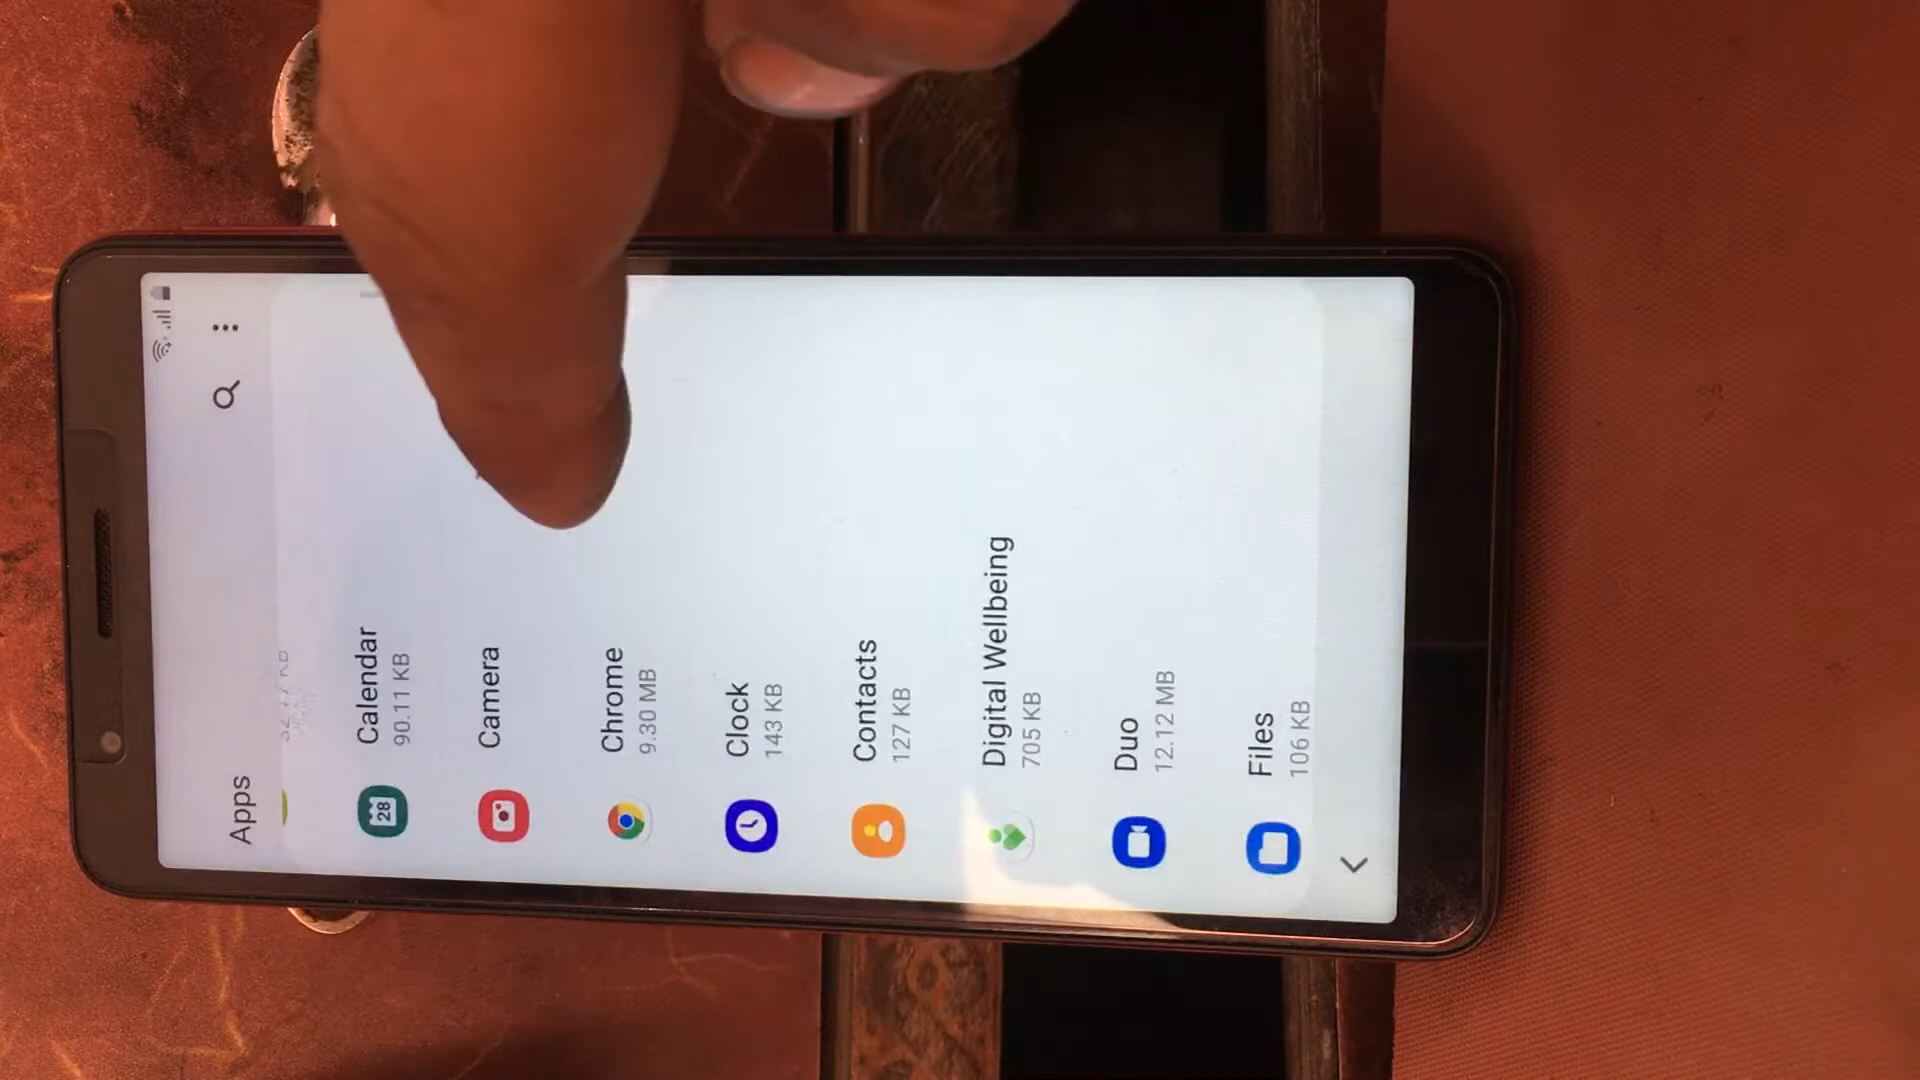 Apps
Calendar
90.11 KB
28
Camera
Chrome
9.30 MB
Clock
143 KB
Contacts
127 KB
Digital Wellbeing
705 KB
Duo
12.12 MB
Files
106 KB